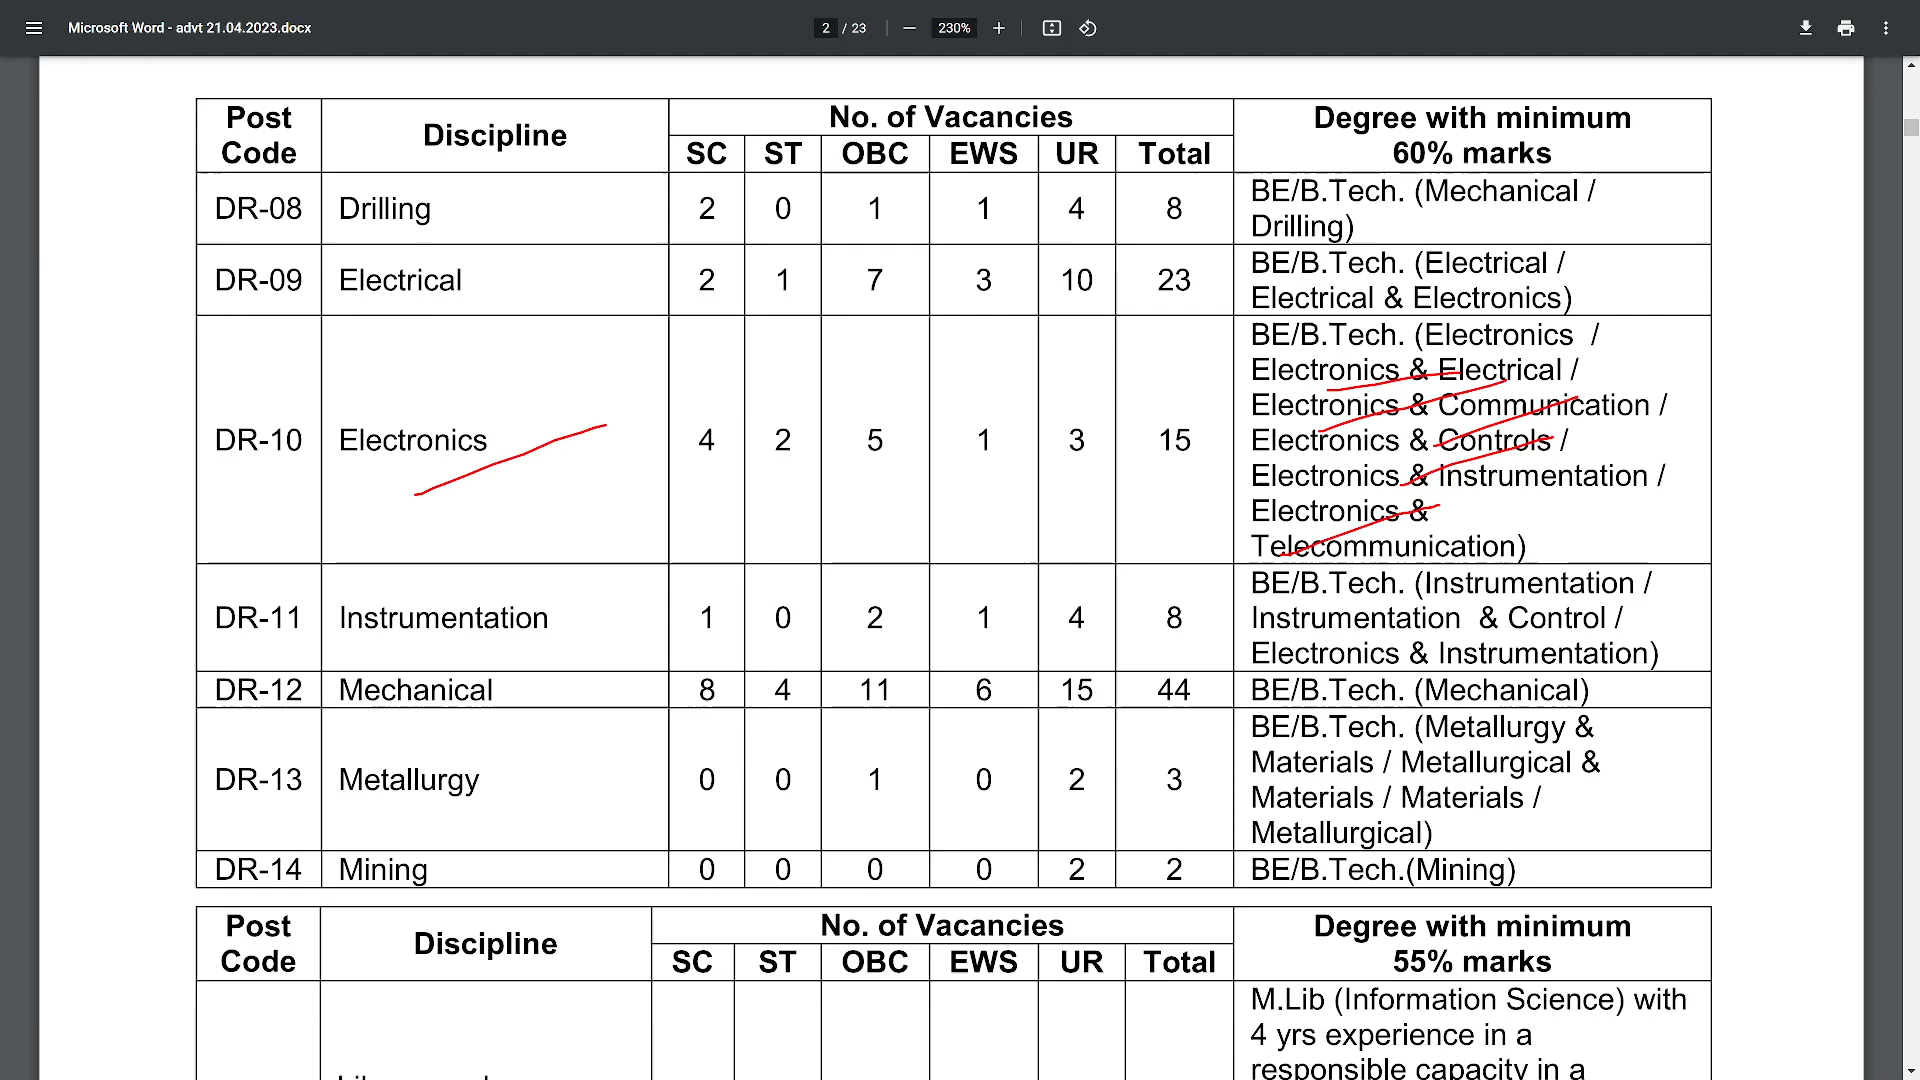 Microsoft Word - advt 21.04.2023.docx
2 / 23
230%
Post Code Discipline No. of Vacancies Degree with minimum 60% marks
SC ST OBC EWS UR Total
DR-08 Drilling 2 0 1 1 4 8 BE/B.Tech. (Mechanical /
Drilling)
DR-09 Electrical 2 1 7 3 10 23 BE/B.Tech. (Electrical /
Electrical & Electronics)
DR-10 Electronics 4 2 5 1 3 15 BE/B.Tech. (Electronics /
Electronics & Electrical /
Electronics & Communication /
Electronics & Controls /
Electronics & Instrumentation /
Electronics &
Telecommunication)
DR-11 Instrumentation 1 0 2 1 4 8 BE/B.Tech. (Instrumentation /
Instrumentation & Control /
Electronics & Instrumentation)
DR-12 Mechanical 8 4 11 6 15 44 BE/B.Tech. (Mechanical)
DR-13 Metallurgy 0 0 1 0 2 3 BE/B.Tech. (Metallurgy &
Materials / Metallurgical &
Materials / Materials /
Metallurgical)
DR-14 Mining 0 0 0 0 2 2 BE/B.Tech.(Mining)
Post Code Discipline No. of Vacancies Degree with minimum 55% marks
SC ST OBC EWS UR Total
M.Lib (Information Science) with
4 yrs experience in a
responsible capacity in a